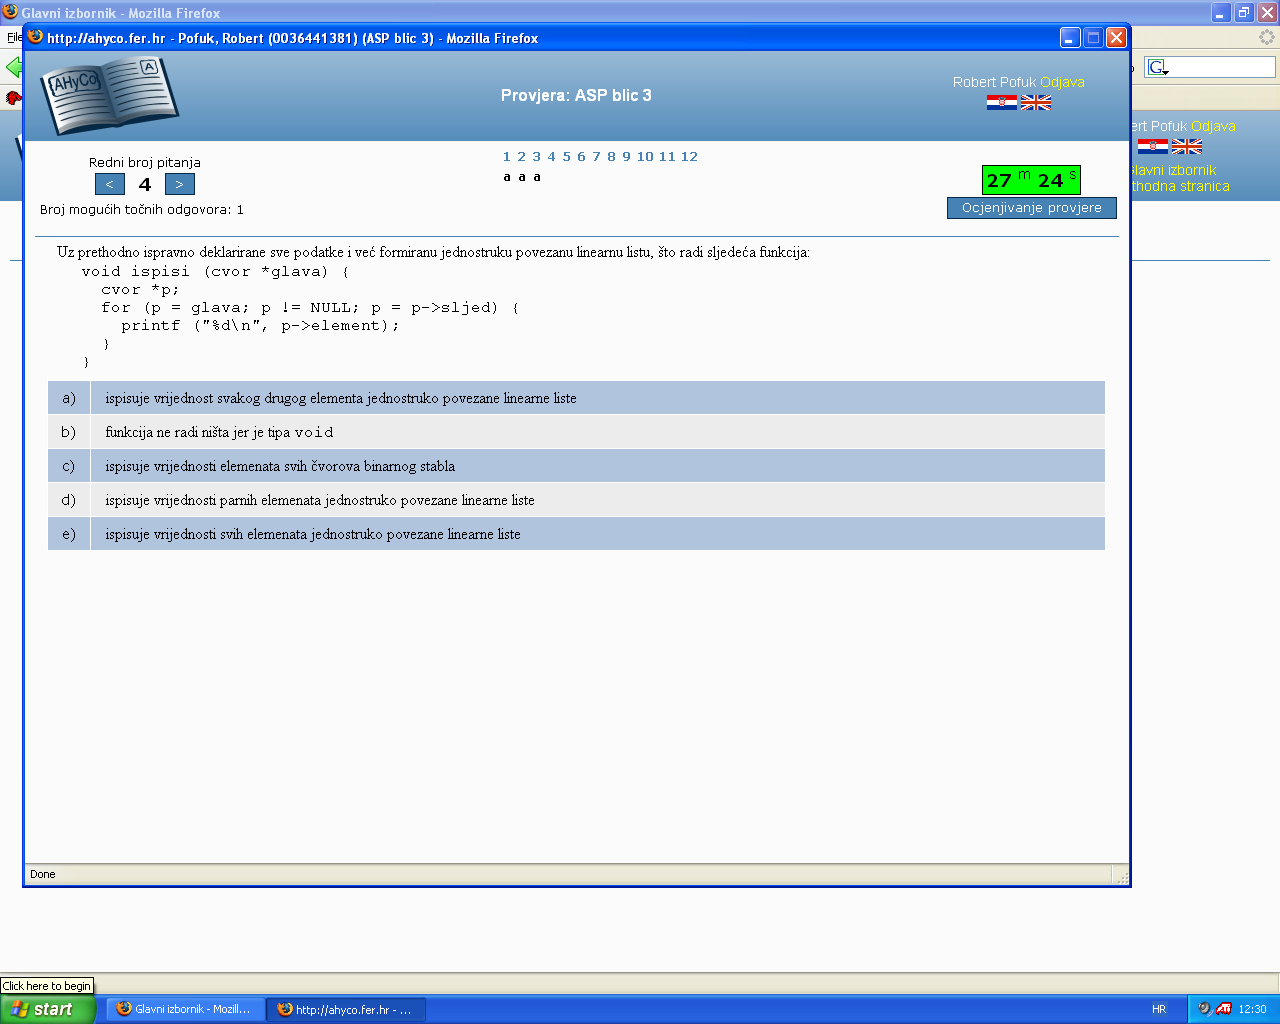 Glavni izbornik - Mozilla Firefox
http://ahyco.fer.hr - Pofuk, Robert (0036441381) (ASP blic 3) - Mozilla Firefox
File
AHyCo
A
Provjera: ASP blic 3
Robert Pofuk Odjava
G
ert Pofuk Odjava
Glavni izbornik
thodna stranica
Redni broj pitanja
< 4 >
Broj mogućih točnih odgovora: 1
1 2 3 4 5 6 7 8 9 10 11 12
a a a
27 m 24 s
Ocjenjivanje provjere
Uz prethodno ispravno deklarirane sve podatke i već formiranu jednostruku povezanu linearnu listu, što radi sljedeća funkcija:
void ispisi (cvor *glava) {
cvor *p;
for (p = glava; p != NULL; p = p->sljed) {
printf ("%d\n", p->element);
}
}
a) ispisuje vrijednost svakog drugog elementa jednostruko povezane linearne liste
b) funkcija ne radi ništa jer je tipa void
c) ispisuje vrijednosti elemenata svih čvorova binarnog stabla
d) ispisuje vrijednosti parnih elemenata jednostruko povezane linearne liste
e) ispisuje vrijednosti svih elemenata jednostruko povezane linearne liste
Done
Click here to begin
start
Glavni izbornik - Mozill...
http://ahyco.fer.hr - ...
HR
ATi
12:30